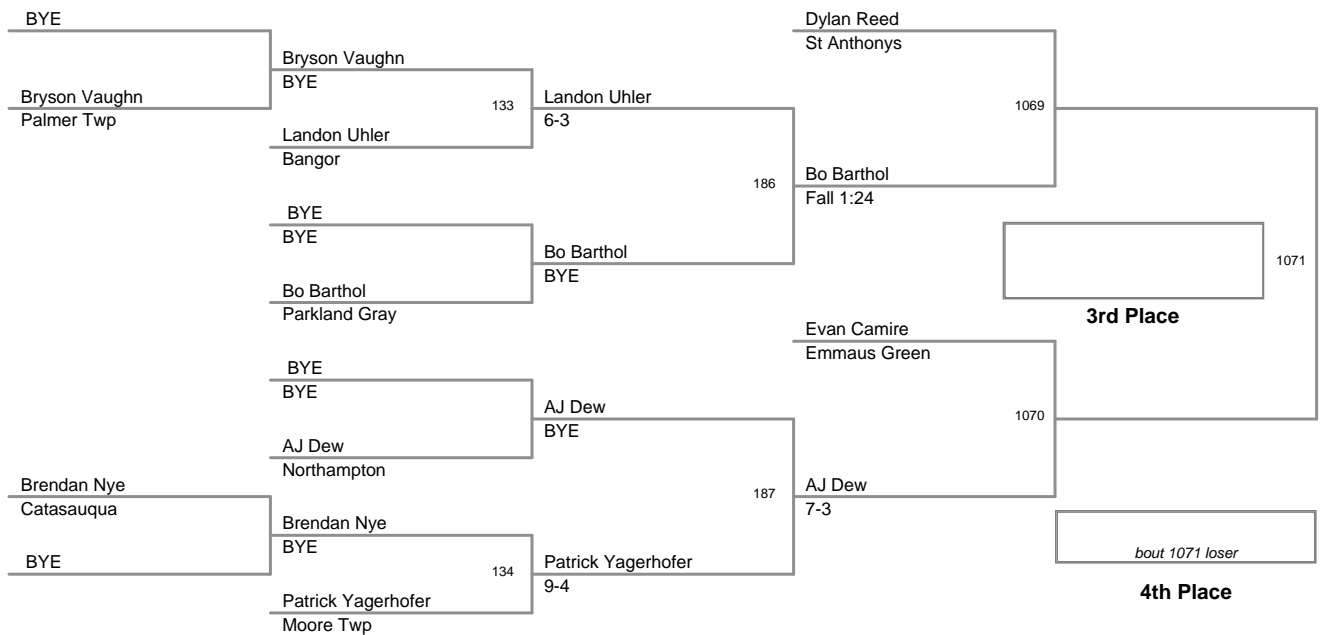 BYE
Bryson Vaughn
Palmer Twp
Brendan Nye
Catasauqua
BYE
Bryson Vaughn
BYE
133
Landon Uhler
Bangor
BYE
BYE
Bo Barthol
Parkland Gray
BYE
BYE
AJ Dew
Northampton
Brendan Nye
BYE
134
Patrick Yagerhofer
Moore Twp
Landon Uhler
6-3
186
Bo Barthol
BYE
AJ Dew
BYE
187
Patrick Yagerhofer
9-4
Dylan Reed
St Anthonys
1069
Bo Barthol
Fall 1:24
Evan Camire
Emmaus Green
1070
AJ Dew
7-3
1071
3rd Place
bout 1071 loser
4th Place